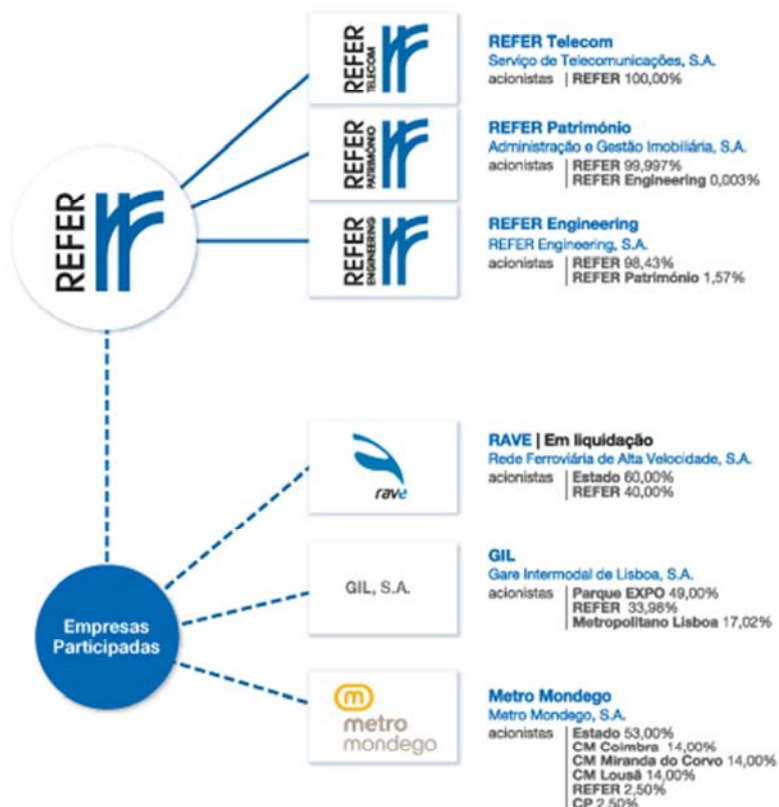 REFER
REFER
TELECOM
REFER Telecom
Serviço de Telecomunicações, S.A.
acionistas | REFER 100,00%
REFER
PATRIMÓNIO
REFER Património
Administração e Gestão Imobiliária, S.A.
acionistas | REFER 99,997%
REFER Engineering 0,003%
REFER
ENGINEERING
REFER Engineering
REFER Engineering, S.A.
acionistas | REFER 98,43%
REFER Património 1,57%
Empresas
Participadas
rave
RAVE | Em liquidação
Rede Ferroviária de Alta Velocidade, S.A.
acionistas | Estado 60,00%
REFER 40,00%
GIL, S.A.
GIL
Gare Intermodal de Lisboa, S.A.
acionistas | Parque EXPO 49,00%
REFER 33,98%
Metropolitano Lisboa 17,02%
m
metro
mondego
Metro Mondego
Metro Mondego, S.A.
acionistas | Estado 53,00%
CM Coimbra 14,00%
CM Miranda do Corvo 14,00%
CM Lousã 14,00%
REFER 2,50%
CP 2,50%